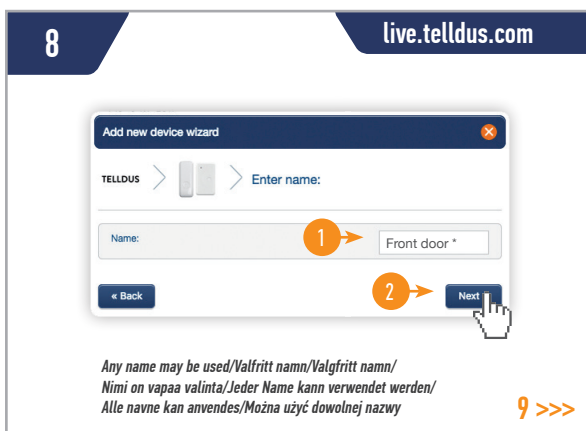 8
live.telldus.com
Add new device wizard
TELLDUS
Enter name:
Name:
1
Front door *
« Back
2
Next
Any name may be used/Valfritt namn/Valgfritt namn/
Nimi on vapaa valinta/Jeder Name kann verwendet werden/
Alle navne kan anvendes/Można użyć dowolnej nazwy
9 >>>